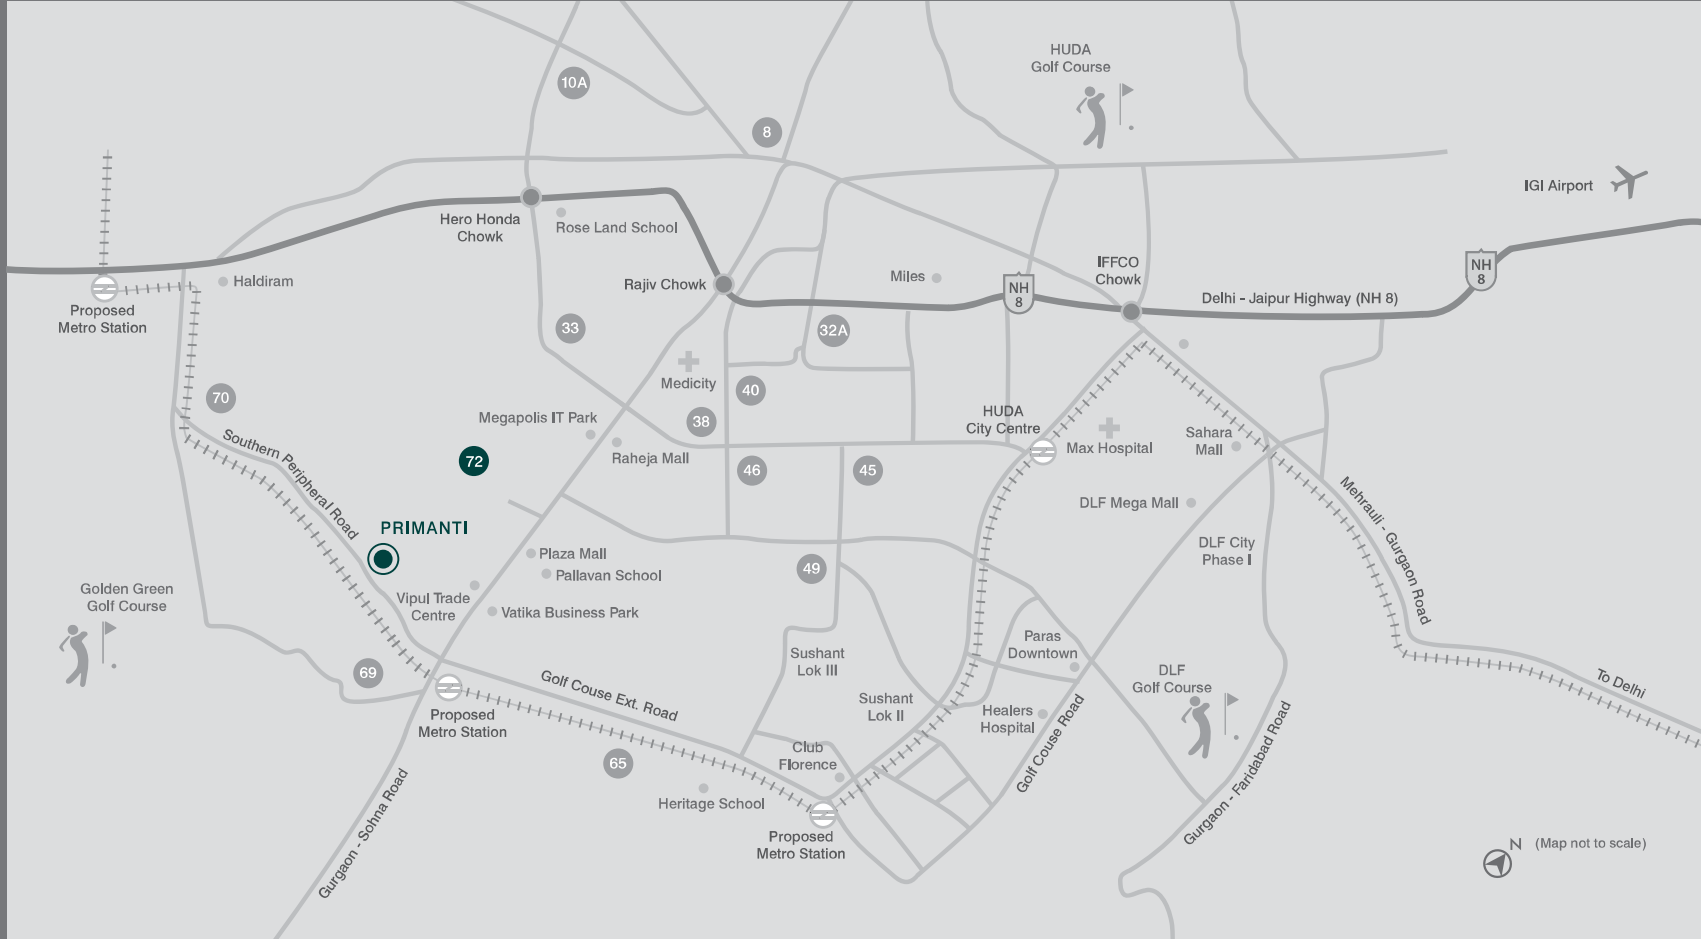 HUDA
Golf Course
10A
8
IGI Airport
Hero Honda
Chowk
Rose Land School
IFFCO
Chowk
Haldiram
Rajiv Chowk
Miles
NH
8
NH
8
Delhi - Jaipur Highway (NH 8)
Proposed
Metro Station
33
32A
Medicity
40
70
38
Megapolis IT Park
HUDA
City Centre
Max Hospital
Sahara
Mall
Southern Peripheral Road
72
Raheja Mall
46
45
DLF Mega Mall
Mehrauli - Gurgaon Road
PRIMANTI
Plaza Mall
Pallavan School
49
DLF City
Phase I
Golden Green
Golf Course
Vipul Trade
Centre
Vatika Business Park
Paras
Downtown
Sushant
Lok III
69
Golf Couse Ext. Road
DLF
Golf Course
To Delhi
Sushant
Lok II
Healers
Hospital
Proposed
Metro Station
Club
Florence
65
Golf Couse Road
Gurgaon - Faridabad Road
Heritage School
Gurgaon - Sohna Road
Proposed
Metro Station
N
(Map not to scale)